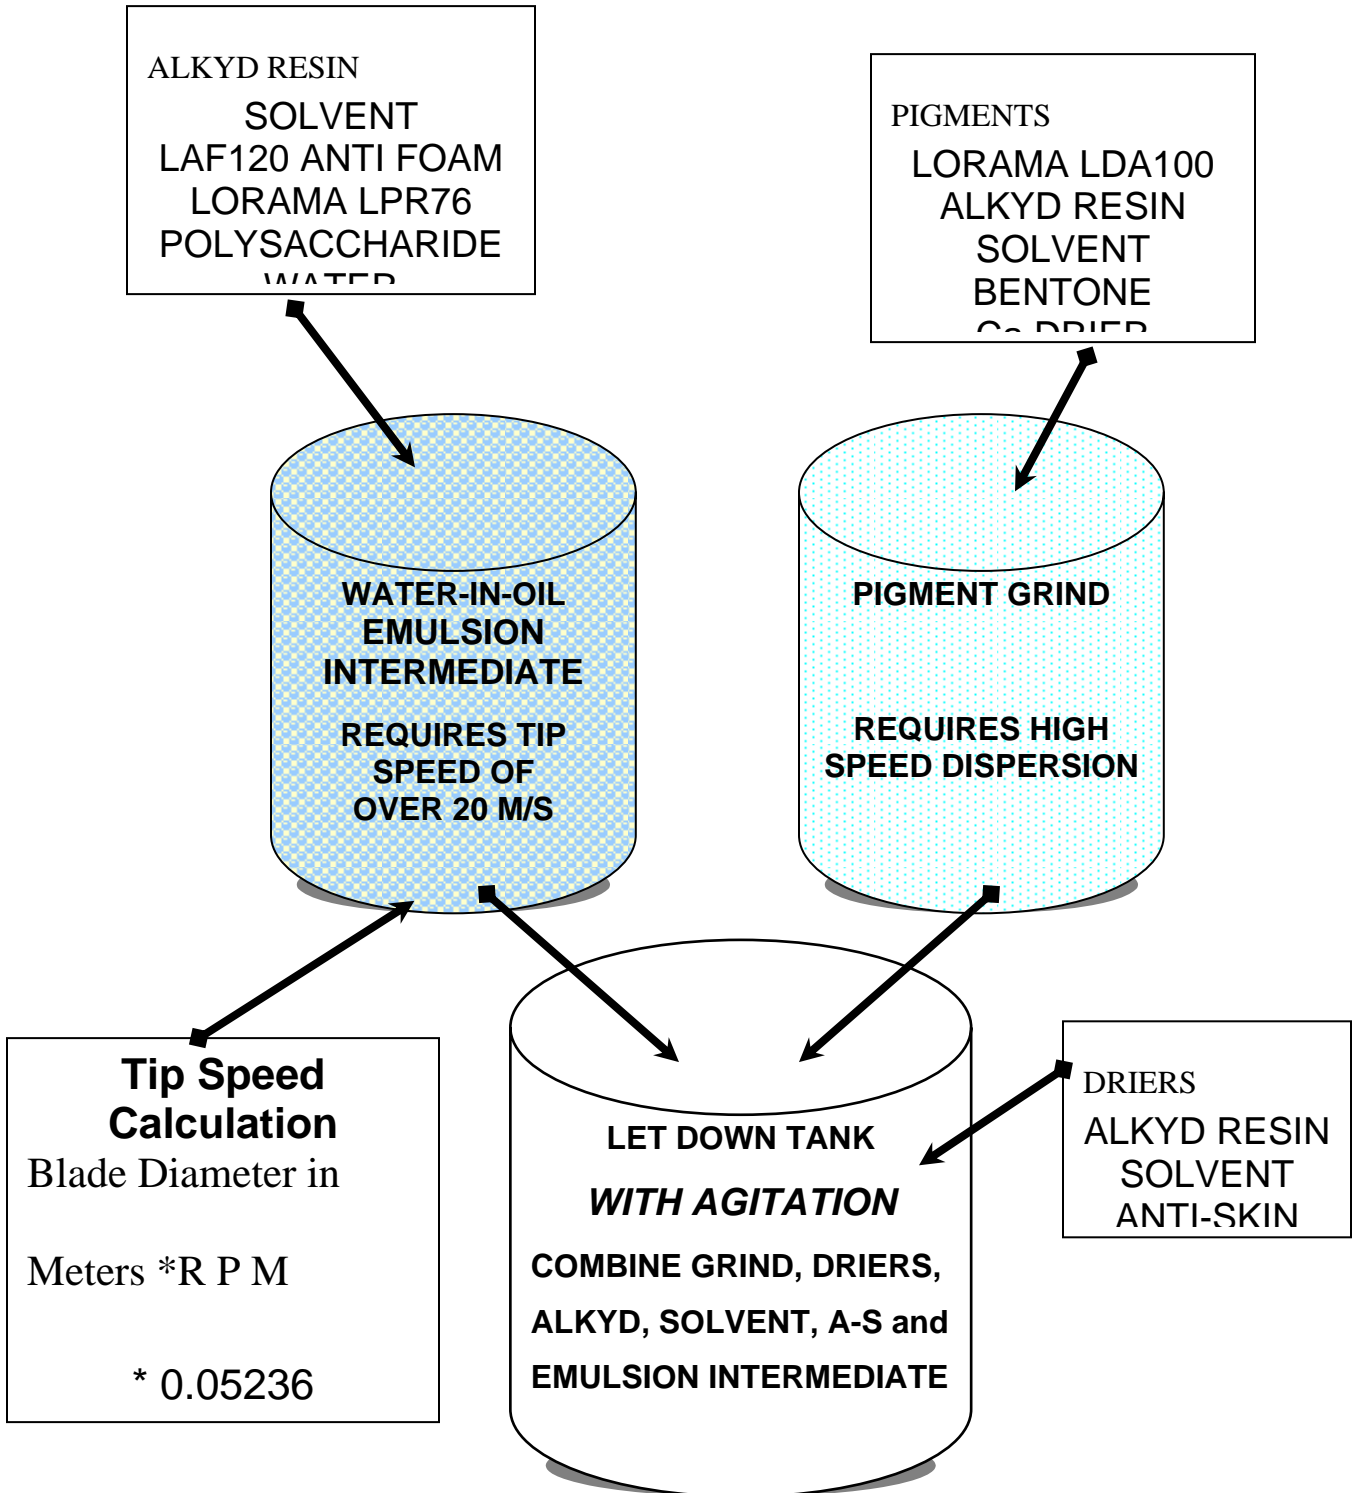 ALKYD RESIN
SOLVENT
LAF120 ANTI FOAM
LORAMA LPR76
POLYSACCHARIDE
WATER
PIGMENTS
LORAMA LDA100
ALKYD RESIN
SOLVENT
BENTONE
Ca DRIER
WATER-IN-OIL
EMULSION
INTERMEDIATE
REQUIRES TIP
SPEED OF
OVER 20 M/S
PIGMENT GRIND
REQUIRES HIGH
SPEED DISPERSION
Tip Speed
Calculation
Blade Diameter in
Meters *R P M
* 0.05236
LET DOWN TANK
WITH AGITATION
COMBINE GRIND, DRIERS,
ALKYD, SOLVENT, A-S and
EMULSION INTERMEDIATE
DRIERS
ALKYD RESIN
SOLVENT
ANTI-SKIN